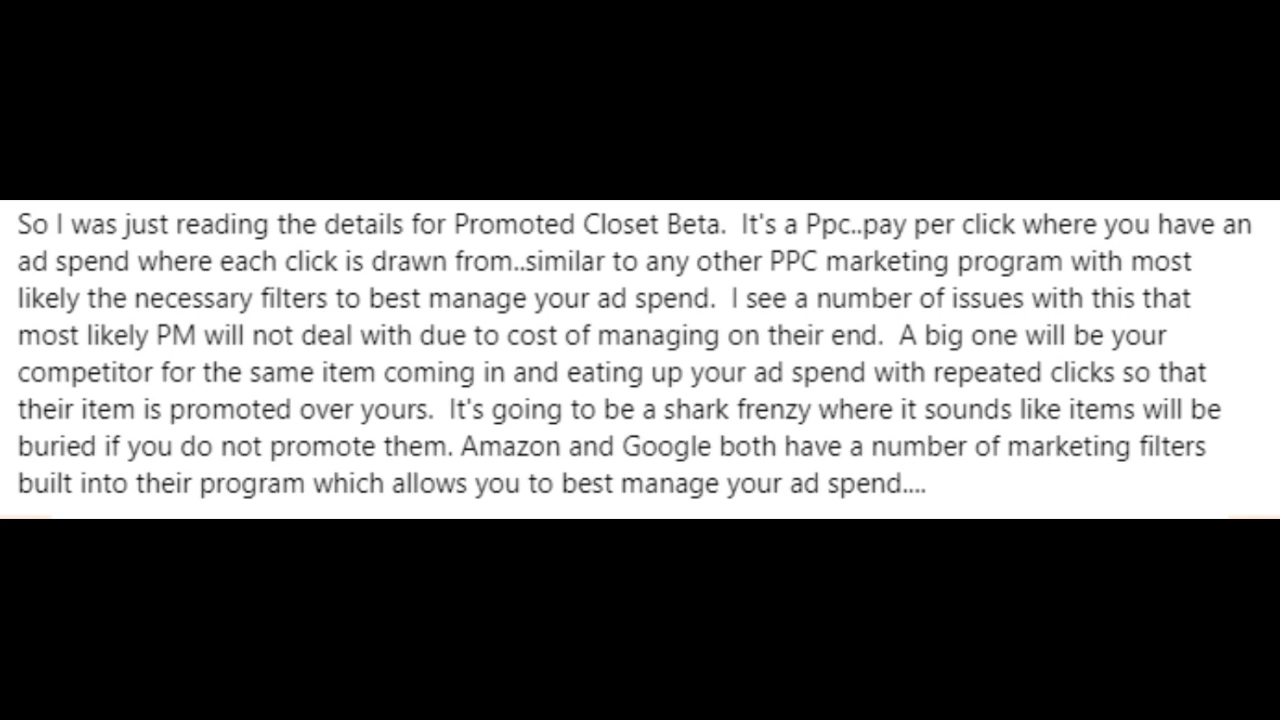 So I was just reading the details for Promoted Closet Beta.  It's a Ppc..pay per click where you have an
ad spend where each click is drawn from..similar to any other PPC marketing program with most
likely the necessary filters to best manage your ad spend.  I see a number of issues with this that
most likely PM will not deal with due to cost of managing on their end.  A big one will be your
competitor for the same item coming in and eating up your ad spend with repeated clicks so that
their item is promoted over yours.  It's going to be a shark frenzy where it sounds like items will be
buried if you do not promote them. Amazon and Google both have a number of marketing filters
built into their program which allows you to best manage your ad spend....